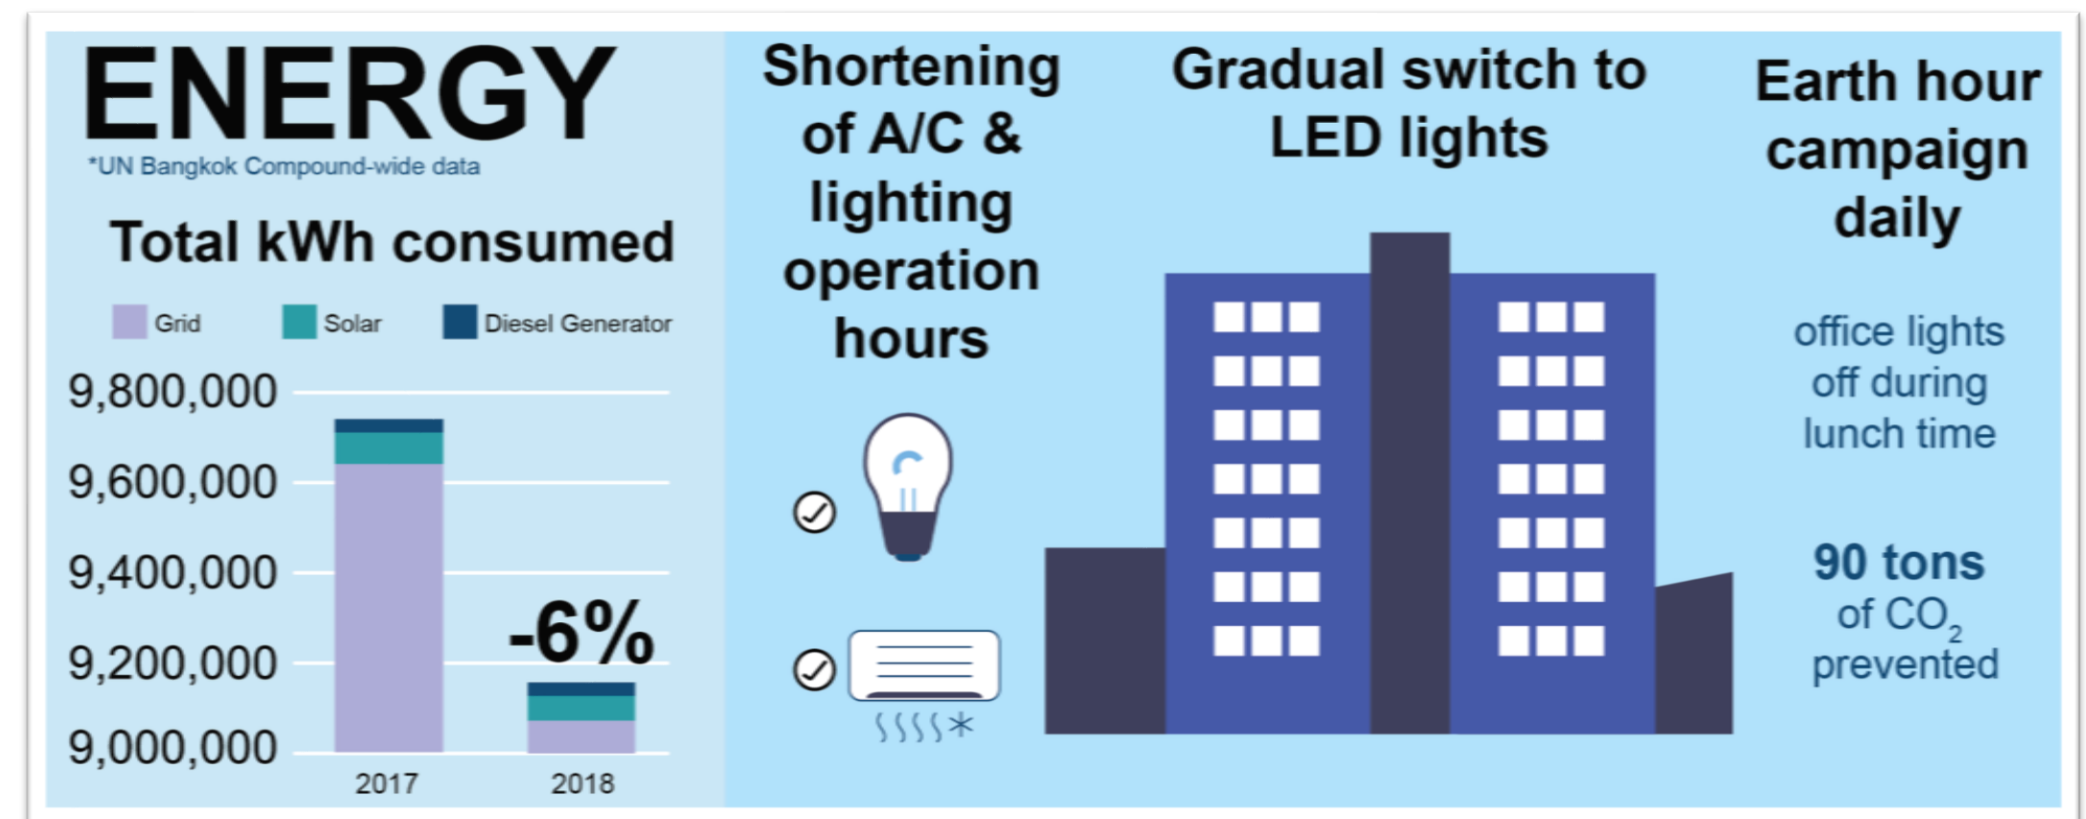 ENERGY
*UN Bangkok Compound-wide data
Total kWh consumed
Grid
Solar
Diesel Generator
9,800,000
9,600,000
9,400,000
9,200,000
9,000,000
-6%
2017
2018
Shortening
of A/C &
lighting
operation
hours
Gradual switch to
LED lights
Earth hour
campaign
daily
office lights
off during
lunch time
90 tons
of CO₂
prevented